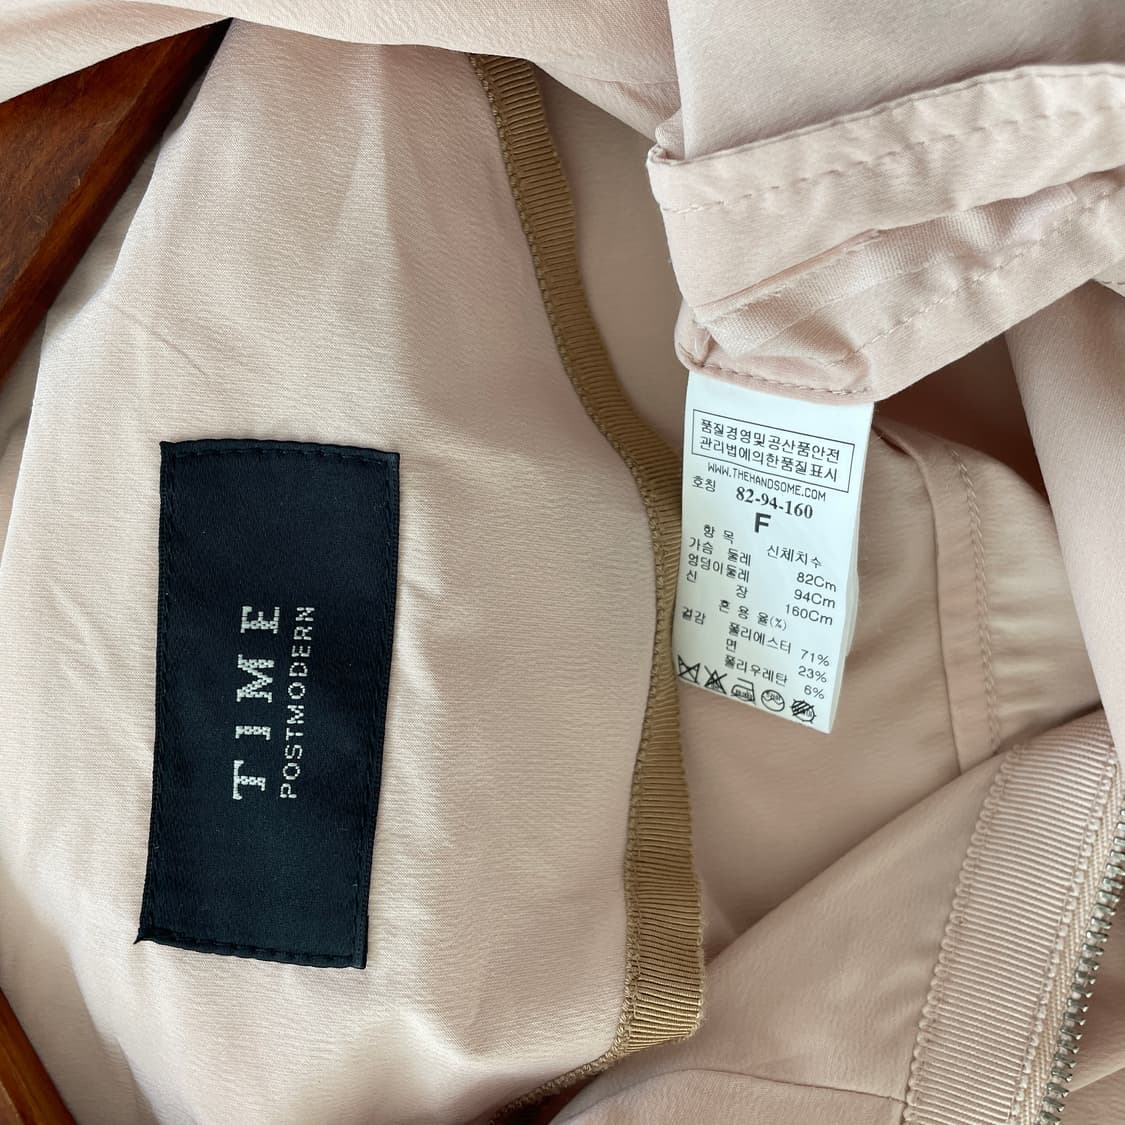 TIME
POSTMODERN
품질경영및공산품안전
관리법에의한품질표시
WWW.THEHANDSOME.COM
호칭 82-94-160
F
항 목 신체치수
가슴 둘레 82Cm
엉덩이둘레 94Cm
신 장 160Cm
혼 용 율(%)
겉감 폴리에스터 71%
면 23%
폴리우레탄 6%